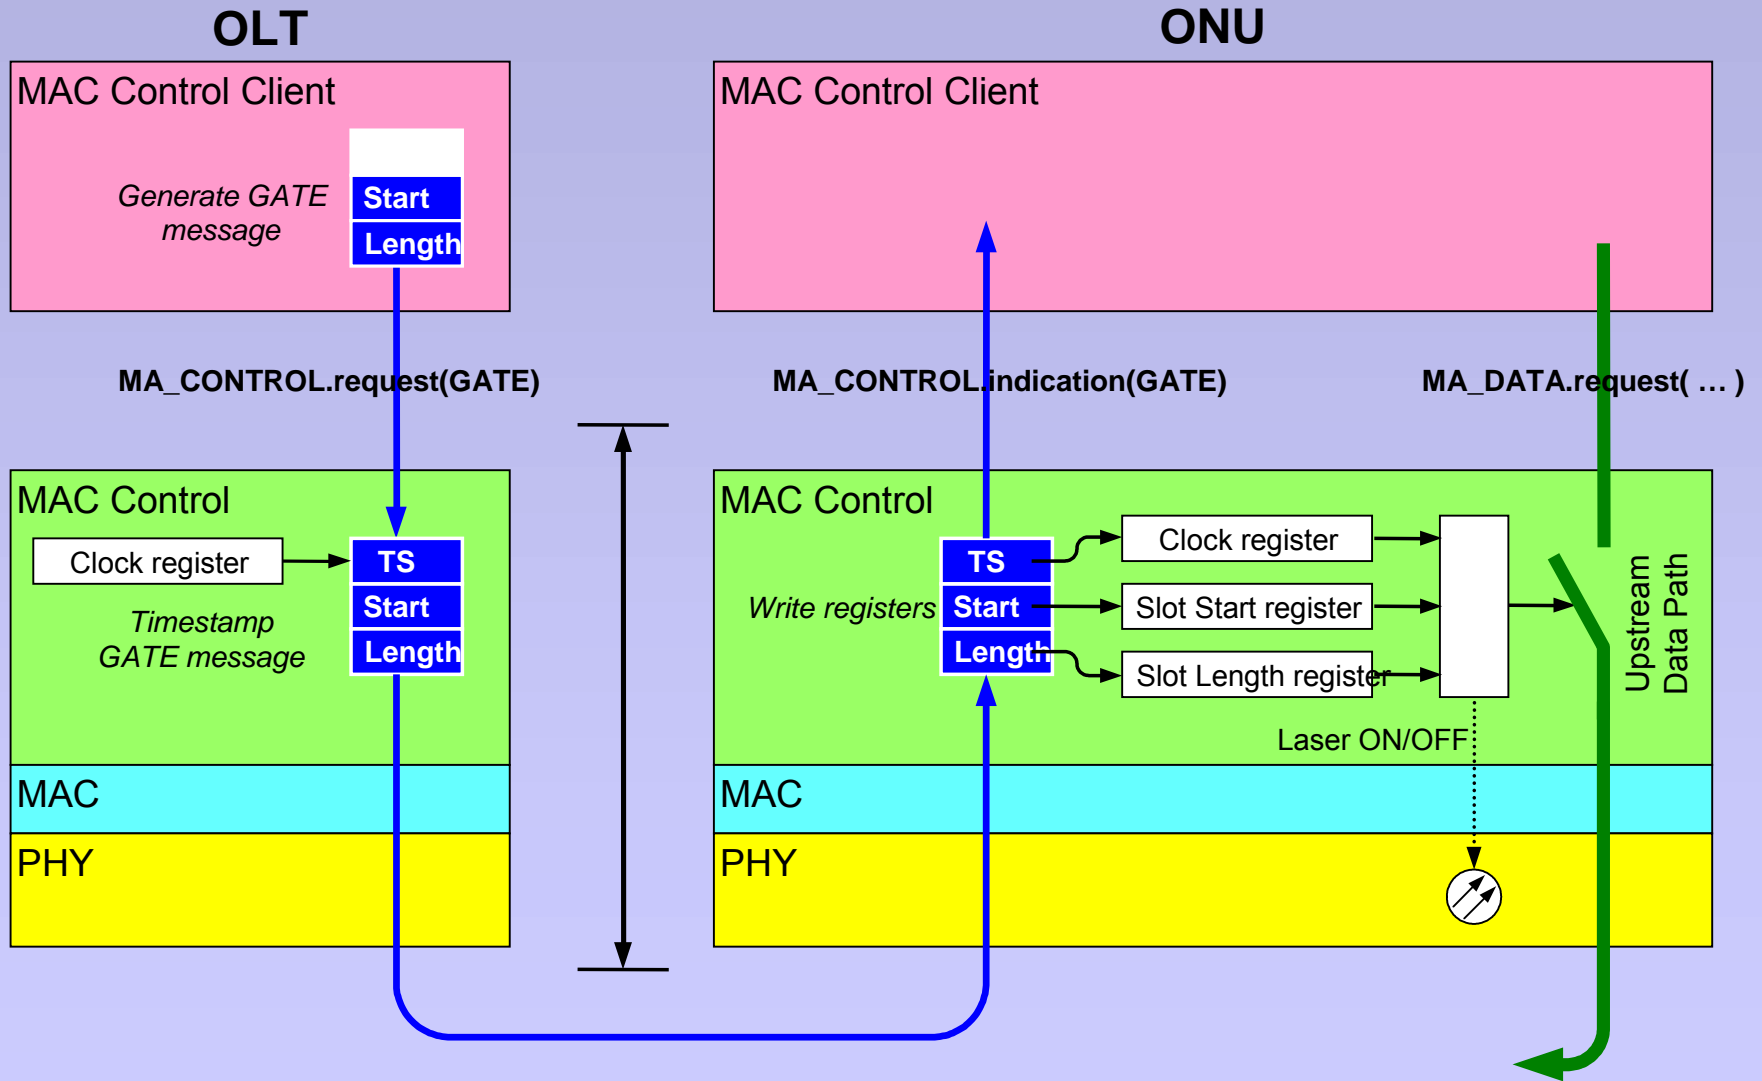 OLT
MAC Control Client
Generate GATE
message
Start
Length
MA_CONTROL.request(GATE)
MAC Control
Clock register
TS
Start
Length
Timestamp
GATE message
MAC
PHY
ONU
MAC Control Client
MA_CONTROL.indication(GATE)
MA_DATA.request( … )
MAC Control
Write registers
TS
Start
Length
Clock register
Slot Start register
Slot Length register
Upstream
Data Path
Laser ON/OFF
MAC
PHY